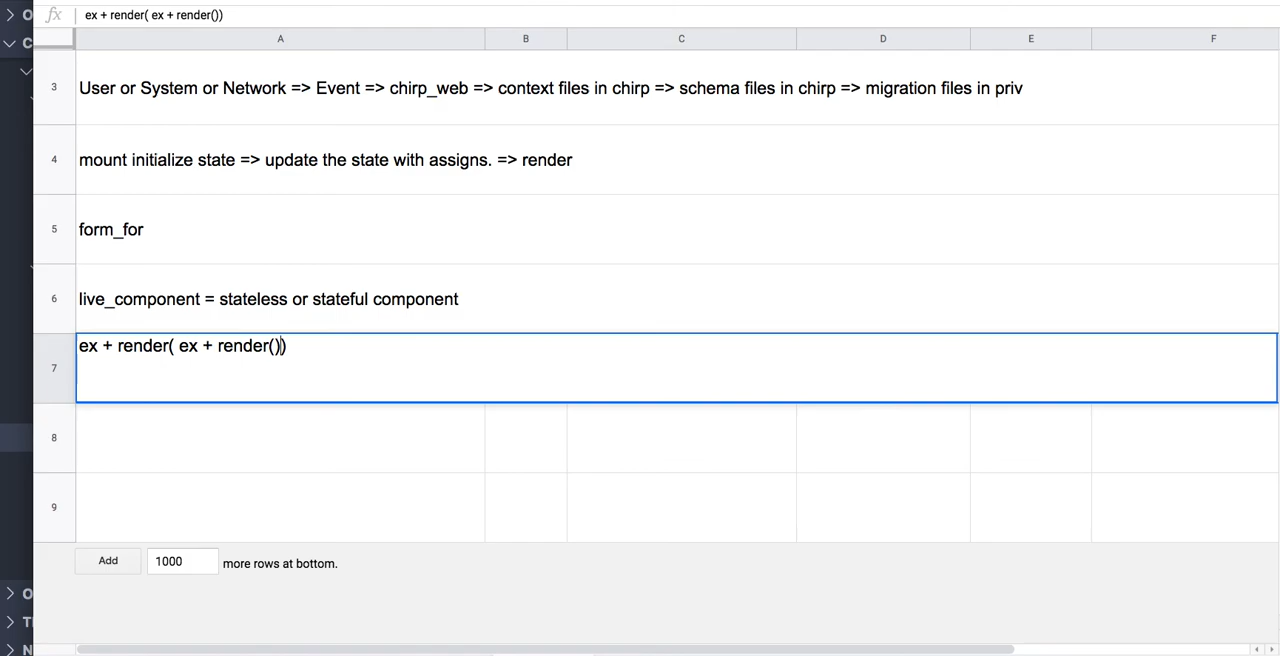 O
fx ex + render( ex + render())
C
A B C D E F
3 User or System or Network => Event => chirp_web => context files in chirp => schema files in chirp => migration files in priv
4 mount initialize state => update the state with assigns. => render
5 form_for
6 live_component = stateless or stateful component
7 ex + render( ex + render())
8
9
Add 1000 more rows at bottom.
O
TI
N